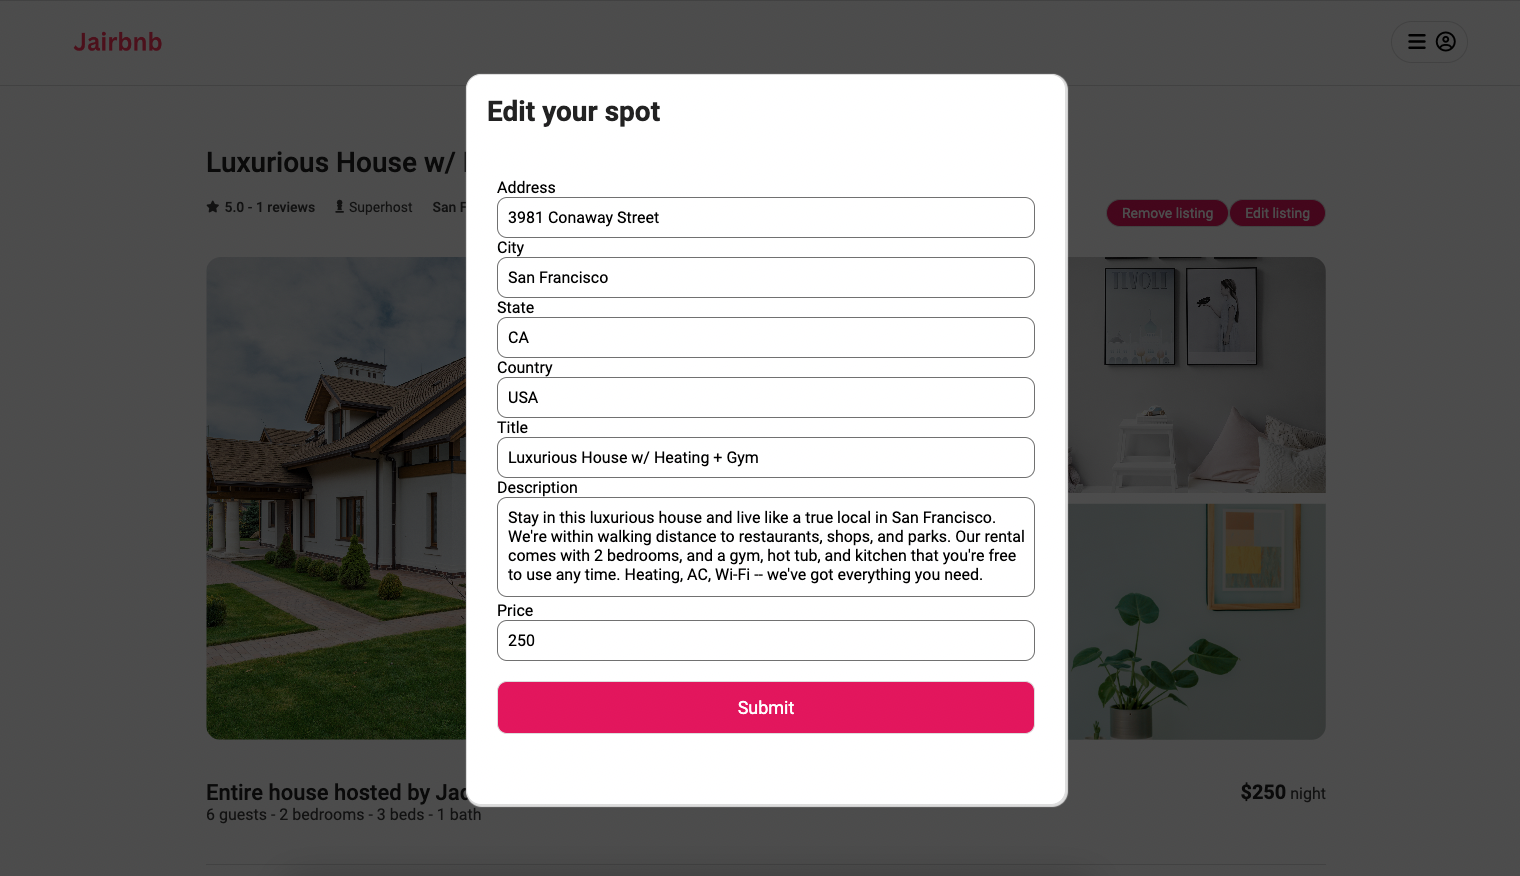 Jairbnb
Edit your spot
Luxurious House w/
5.0 - 1 reviews Superhost San F
Remove listing Edit listing
Address
3981 Conaway Street
City
San Francisco
State
CA
Country
USA
Title
Luxurious House w/ Heating + Gym
Description
Stay in this luxurious house and live like a true local in San Francisco.
We're within walking distance to restaurants, shops, and parks. Our rental
comes with 2 bedrooms, and a gym, hot tub, and kitchen that you're free
to use any time. Heating, AC, Wi-Fi -- we've got everything you need.
Price
250
Submit
TIVOLI
Entire house hosted by Jac
$250 night
6 guests - 2 bedrooms - 3 beds - 1 bath